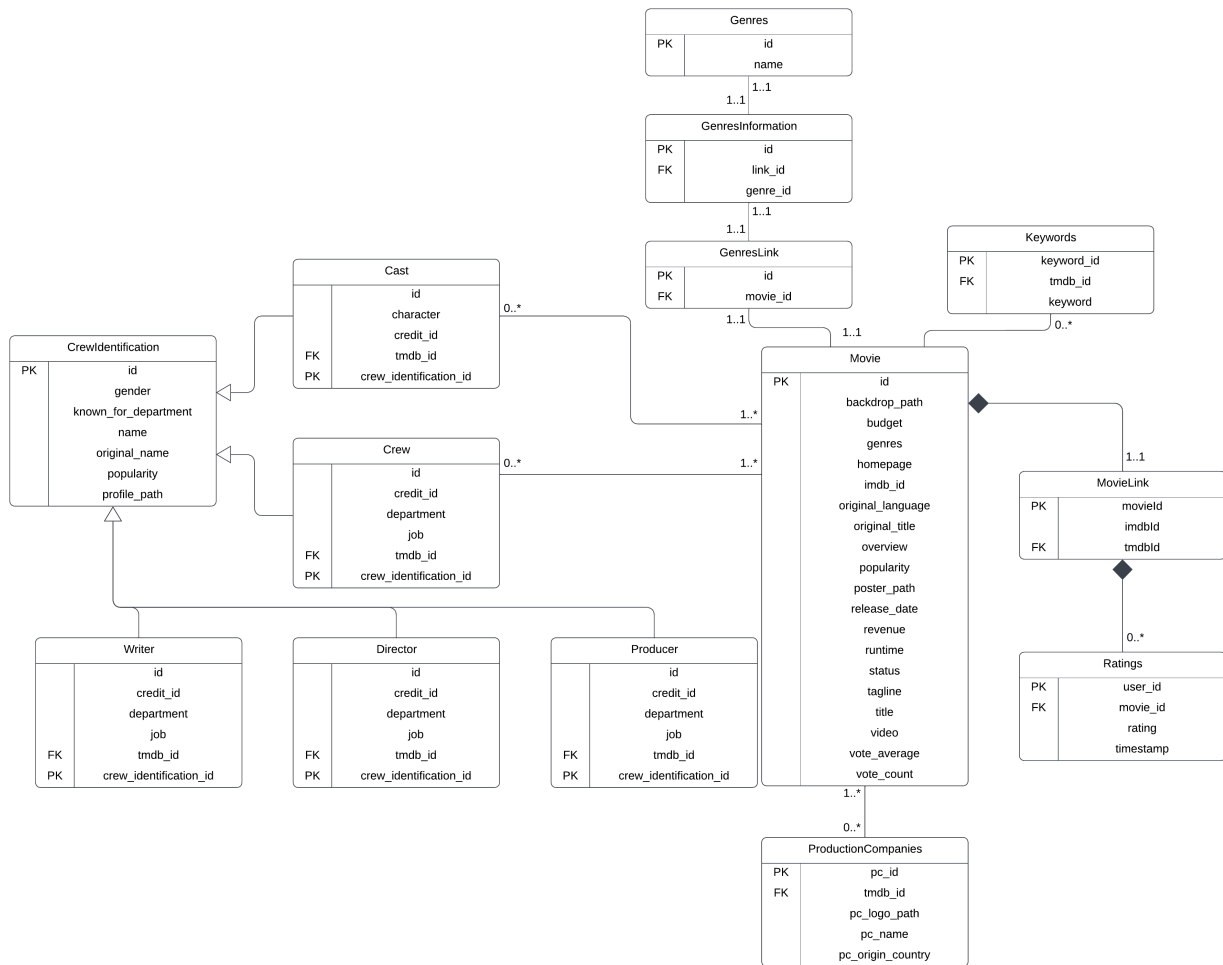 Genres
PK id
name
1..1
1..1
GenresInformation
PK id
FK link_id
genre_id
1..1
1..1
GenresLink
PK id
FK movie_id
1..1
1..1
Keywords
PK keyword_id
FK tmdb_id
keyword
0..*
Cast
id
character
credit_id
FK tmdb_id
PK crew_identification_id
0..*
1..*
CrewIdentification
PK id
gender
known_for_department
name
original_name
popularity
profile_path
Crew
id
credit_id
department
job
FK tmdb_id
PK crew_identification_id
0..*
1..*
Movie
PK id
backdrop_path
budget
genres
homepage
imdb_id
original_language
original_title
overview
popularity
poster_path
release_date
revenue
runtime
status
tagline
title
video
vote_average
vote_count
1..1
MovieLink
PK movieId
imdbId
FK tmdbId
0..*
Ratings
PK user_id
FK movie_id
rating
timestamp
Writer
id
credit_id
department
job
FK tmdb_id
PK crew_identification_id
Director
id
credit_id
department
job
FK tmdb_id
PK crew_identification_id
Producer
id
credit_id
department
job
FK tmdb_id
PK crew_identification_id
1..*
0..*
ProductionCompanies
PK pc_id
FK tmdb_id
pc_logo_path
pc_name
pc_origin_country